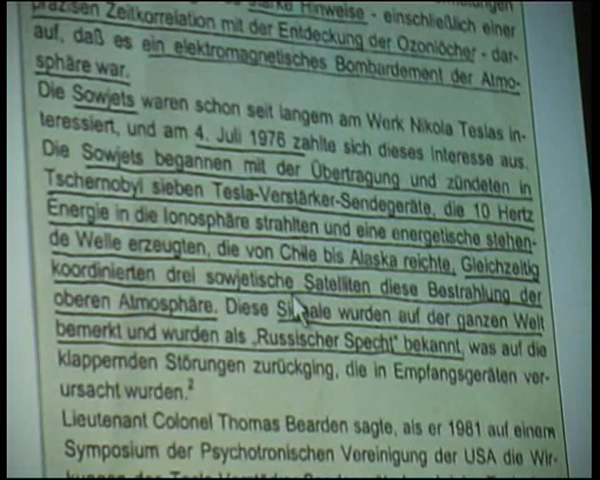 starke Hinweise - einschließlich einer
präzisen Zeitkorrelation mit der Entdeckung der Ozonlöcher - dar-
auf, daß es ein elektromagnetisches Bombardement der Atmo-
sphäre war.
Die Sowjets waren schon seit langem am Werk Nikola Teslas in-
teressiert, und am 4. Juli 1976 zahlte sich dieses Interesse aus.
Die Sowjets begannen mit der Übertragung und zündeten in
Tschernobyl sieben Tesla-Verstärker-Sendegeräte, die 10 Hertz
Energie in die Ionosphäre strahlten und eine energetische stehen-
de Welle erzeugten, die von Chile bis Alaska reichte. Gleichzeitig
koordinierten drei sowjetische Satelliten diese Bestrahlung der
oberen Atmosphäre. Diese Signale wurden auf der ganzen Welt
bemerkt und wurden als „Russischer Specht" bekannt, was auf die
klappernden Störungen zurückging, die in Empfangsgeräten ver-
ursacht wurden.2
Lieutenant Colonel Thomas Bearden sagte, als er 1981 auf einem
Symposium der Psychotronischen Vereinigung der USA die Wir-